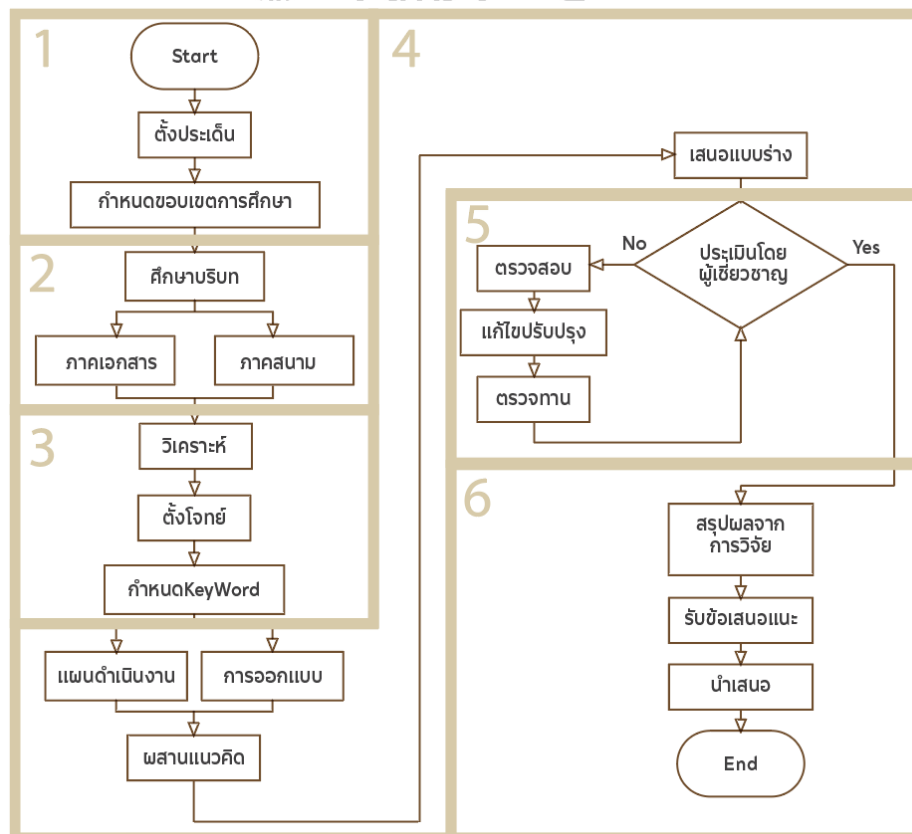 1
Start
ตั้งประเด็น
กำหนดขอบเขตการศึกษา
2
ศึกษาบริบท
ภาคเอกสาร
ภาคสนาม
3
วิเคราะห์
ตั้งโจทย์
กำหนดKeyWord
4
แผนดำเนินงาน
การออกแบบ
ผสานแนวคิด
เสนอแบบร่าง
5
ประเมินโดย
ผู้เชี่ยวชาญ
No
Yes
ตรวจสอบ
แก้ไขปรับปรุง
ตรวจทาน
6
สรุปผลจาก
การวิจัย
รับข้อเสนอแนะ
นำเสนอ
End